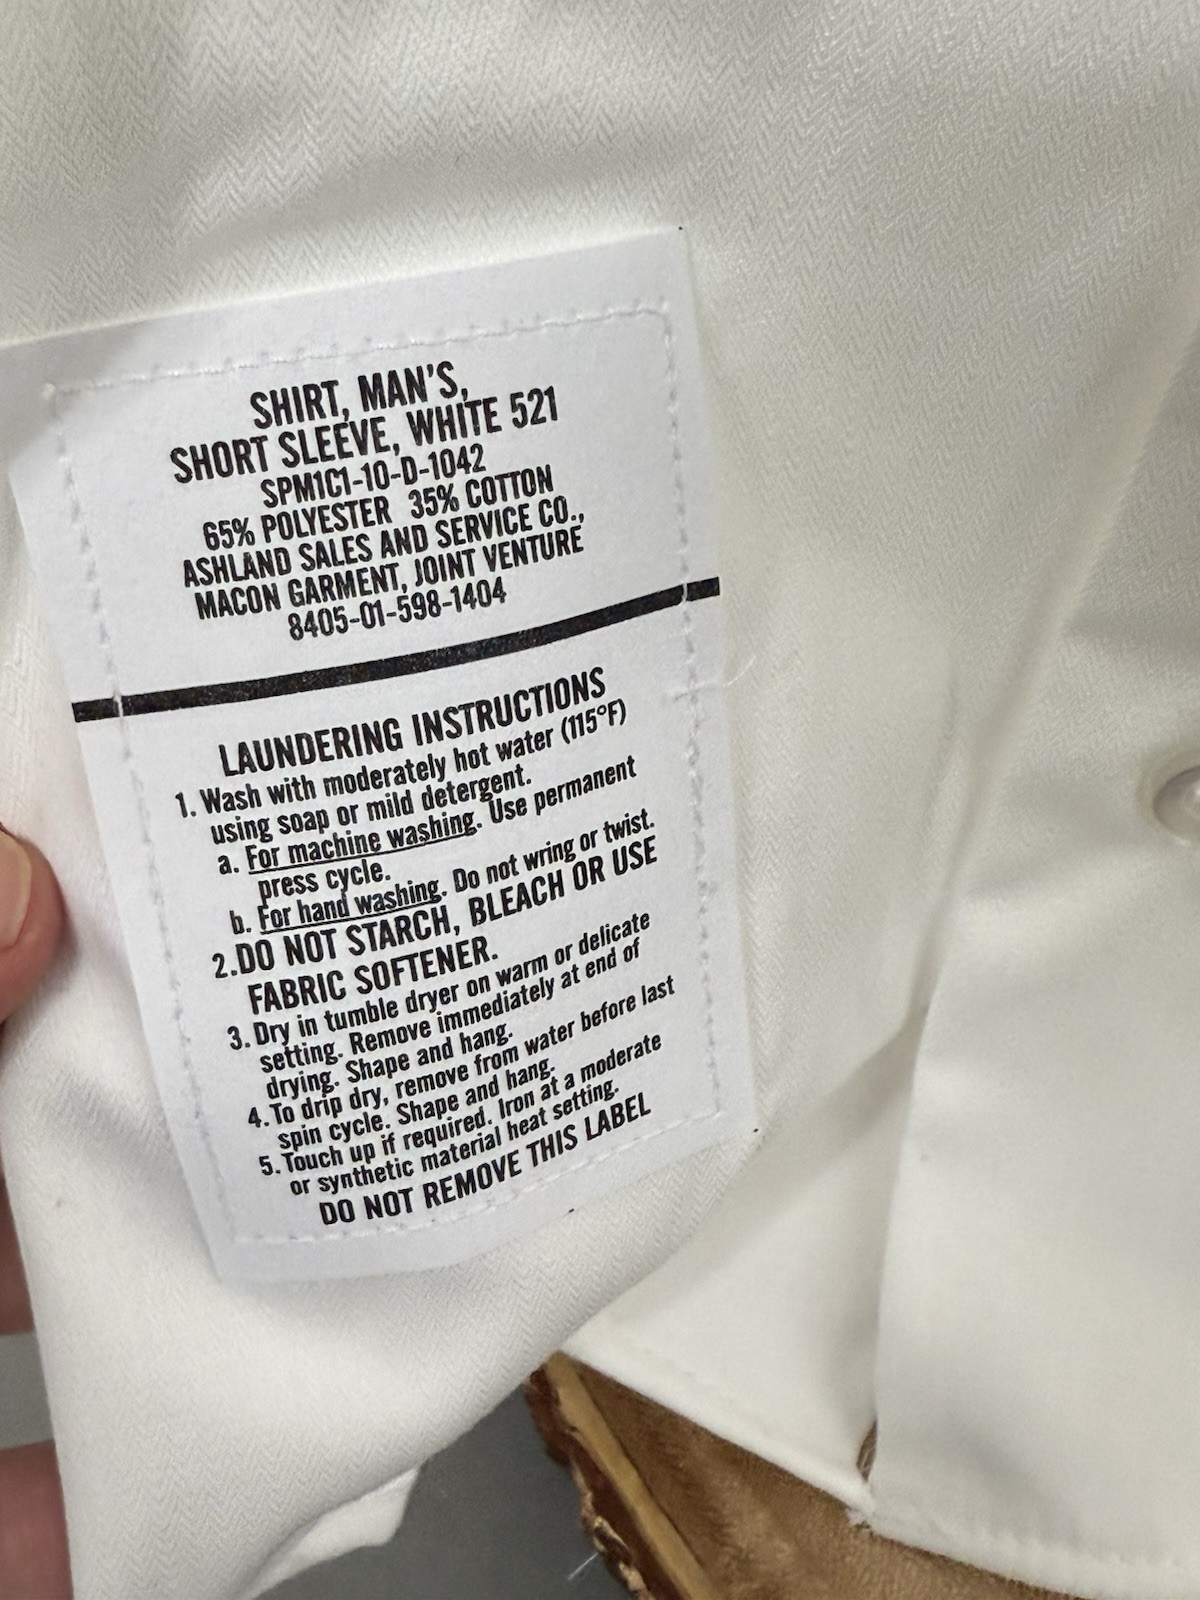 SHIRT, MAN'S,
SHORT SLEEVE, WHITE 521
SPM1C1-10-D-1042
65% POLYESTER 35% COTTON
ASHLAND SALES AND SERVICE CO.,
MACON GARMENT, JOINT VENTURE
8405-01-598-1404
LAUNDERING INSTRUCTIONS
1. Wash with moderately hot water (115°F)
using soap or mild detergent.
a. For machine washing. Use permanent
press cycle.
b. For hand washing. Do not wring or twist.
2.DO NOT STARCH, BLEACH OR USE
FABRIC SOFTENER.
3. Dry in tumble dryer on warm or delicate
setting. Remove immediately at end of
drying. Shape and hang.
4. To drip dry, remove from water before last
spin cycle. Shape and hang.
5. Touch up if required. Iron at a moderate
or synthetic material heat setting.
DO NOT REMOVE THIS LABEL